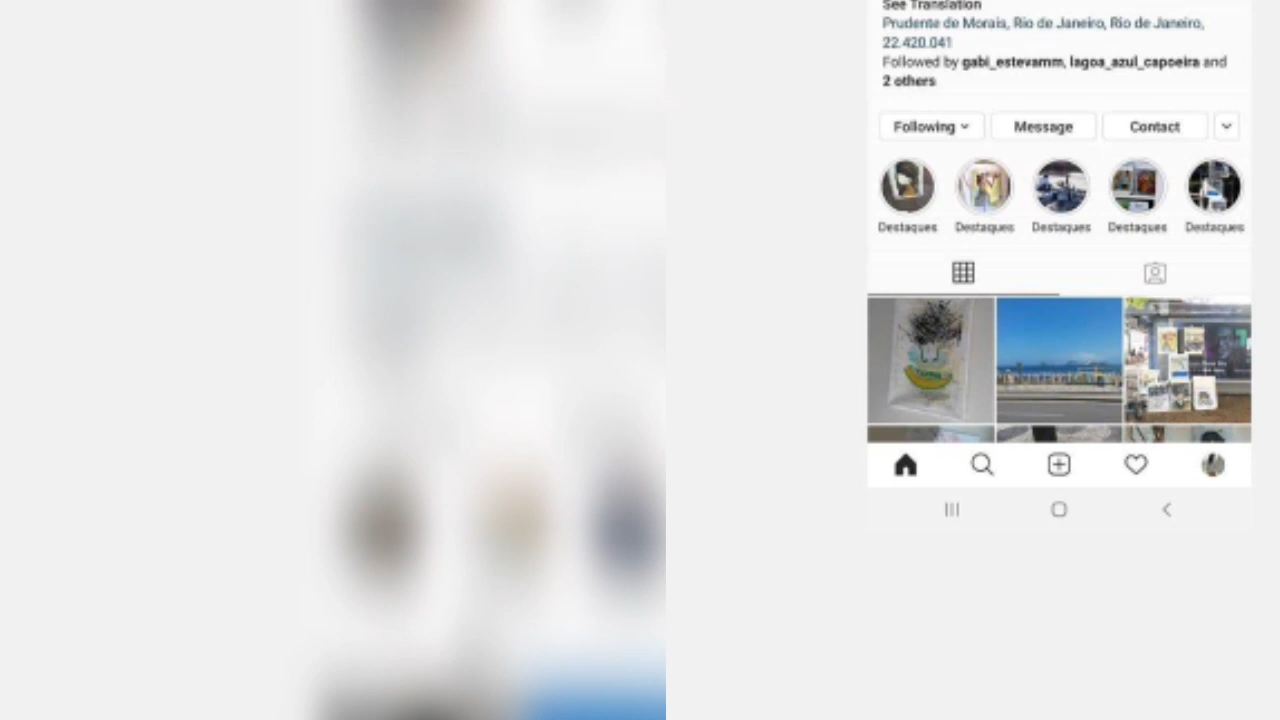 See Translation
Prudente de Morais, Rio de Janeiro, Rio de Janeiro,
22.420.041
Followed by gabi_estevamm, lagoa_azul_capoeira and
2 others
Following Message Contact
Destaques Destaques Destaques Destaques Destaques